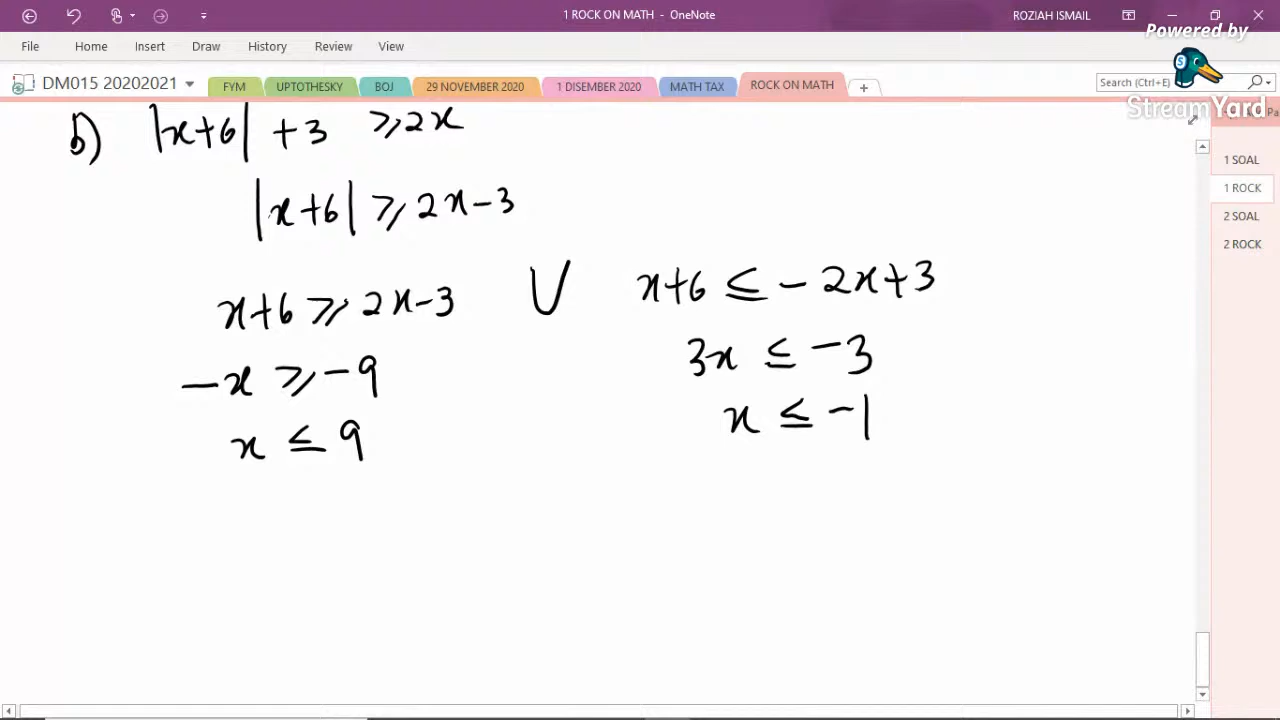 1 ROCK ON MATH - OneNote
ROZIAH ISMAIL
Powered by
File Home Insert Draw History Review View
DM015 20202021
FYM UPTOTHESKY BOJ 29 NOVEMBER 2020 1 DISEMBER 2020 MATH TAX ROCK ON MATH +
Search (Ctrl+E)
StreamYard
b) |x+6| + 3 ≥ 2x
|x+6| ≥ 2x-3
x+6 ≥ 2x-3 ∪ x+6 ≤ -2x+3
-x ≥ -9 3x ≤ -3
x ≤ 9 x ≤ -1
1 SOAL
1 ROCK
2 SOAL
2 ROCK